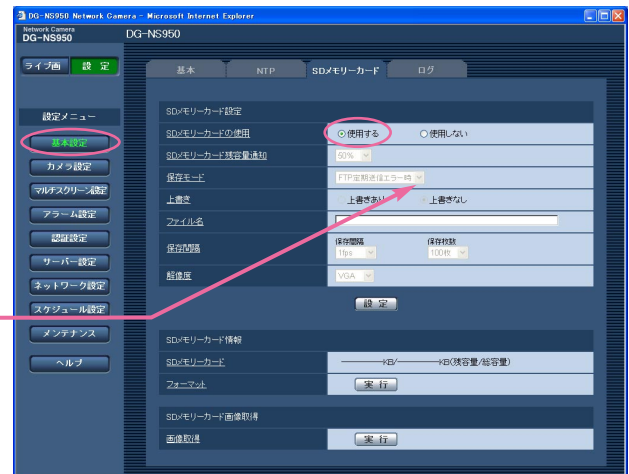 DG-NS950 Network Camera - Microsoft Internet Explorer
Network Camera
DG-NS950
DG-NS950
ライブ画 設 定
基本 NTP SDメモリーカード ログ
設定メニュー
基本設定
カメラ設定
マルチスクリーン設定
アラーム設定
認証設定
サーバー設定
ネットワーク設定
スケジュール設定
メンテナンス
ヘルプ
SDメモリーカード設定
SDメモリーカードの使用 使用する 使用しない
SDメモリーカード残容量通知 50%
保存モード FTP定期送信エラー時
上書き 上書きあり 上書きなし
ファイル名
保存間隔 保存間隔 保存枚数
1fps 100枚
解像度 VGA
設 定
SDメモリーカード情報
SDメモリーカード ――――KB/――――KB(残容量/総容量)
フォーマット 実 行
SDメモリーカード画像取得
画像取得 実 行